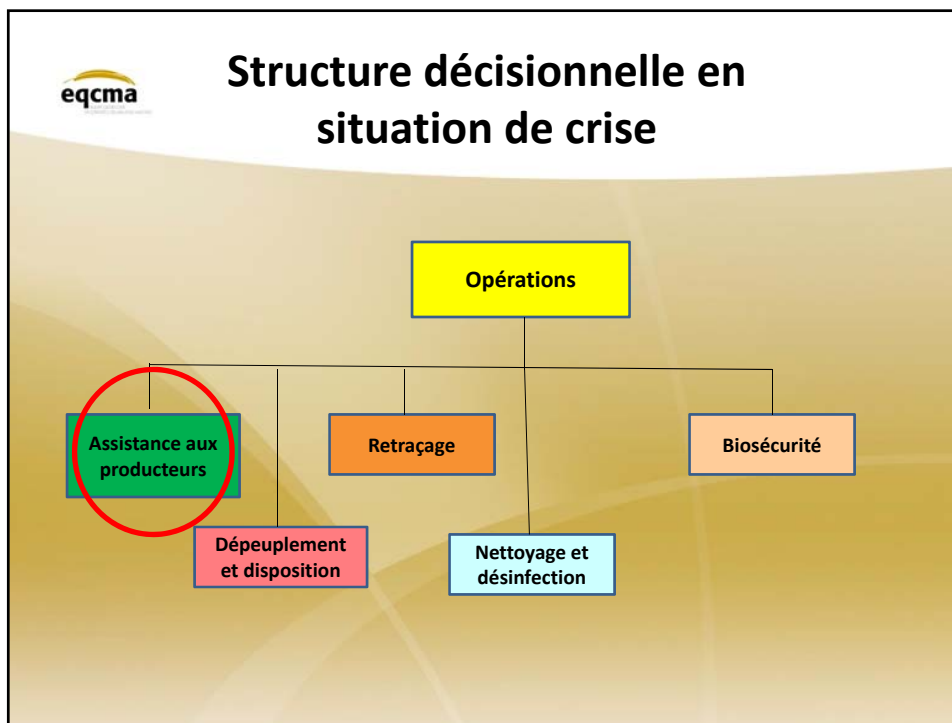 Structure décisionnelle en
situation de crise
eqcma
Opérations
Assistance aux
producteurs
Retraçage
Biosécurité
Dépeuplement
et disposition
Nettoyage et
désinfection